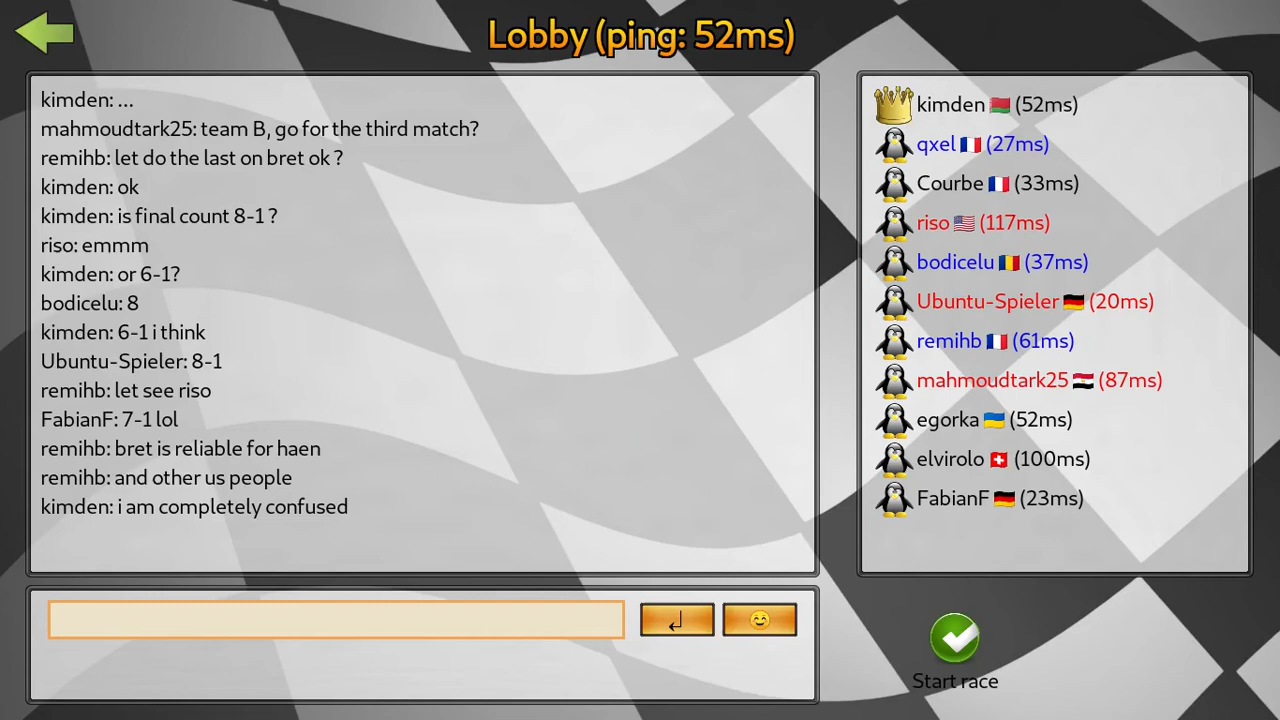 Lobby (ping: 52ms)
kimden: ...
mahmoudtark25: team B, go for the third match?
remihb: let do the last on bret ok ?
kimden: ok
kimden: is final count 8-1 ?
riso: emmm
kimden: or 6-1?
bodicelu: 8
kimden: 6-1 i think
Ubuntu-Spieler: 8-1
remihb: let see riso
FabianF: 7-1 lol
remihb: bret is reliable for haen
remihb: and other us people
kimden: i am completely confused
kimden (52ms)
qxel (27ms)
Courbe (33ms)
riso (117ms)
bodicelu (37ms)
Ubuntu-Spieler (20ms)
remihb (61ms)
mahmoudtark25 (87ms)
egorka (52ms)
elvirolo (100ms)
FabianF (23ms)
Start race